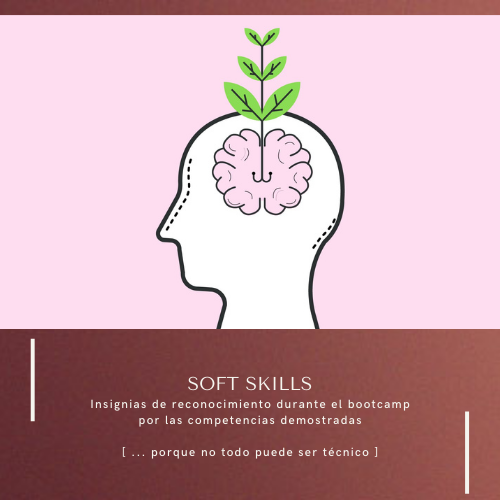 SOFT SKILLS
Insignias de reconocimiento durante el bootcamp
por las competencias demostradas
[ ... porque no todo puede ser técnico ]